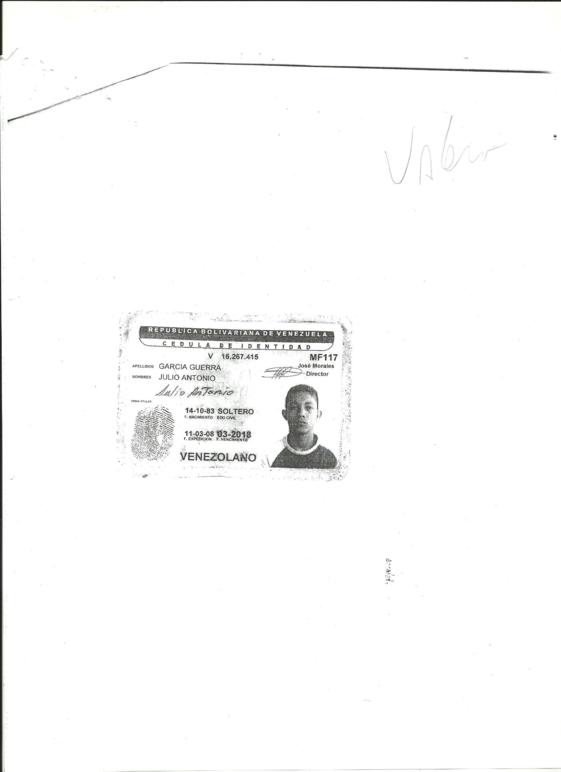 REPUBLICA BOLIVARIANA DE VENEZUELA
CEDULA DE IDENTIDAD
V 16.267.415 MF117
José Morales
Director
APELLIDOS GARCIA GUERRA
NOMBRES JULIO ANTONIO
Julio Antonio
FIRMA TITULAR
14-10-83 SOLTERO
F. NACIMIENTO EDO CIVIL
11-03-08 03-2018
F. EXPEDICION F. VENCIMIENTO
VENEZOLANO